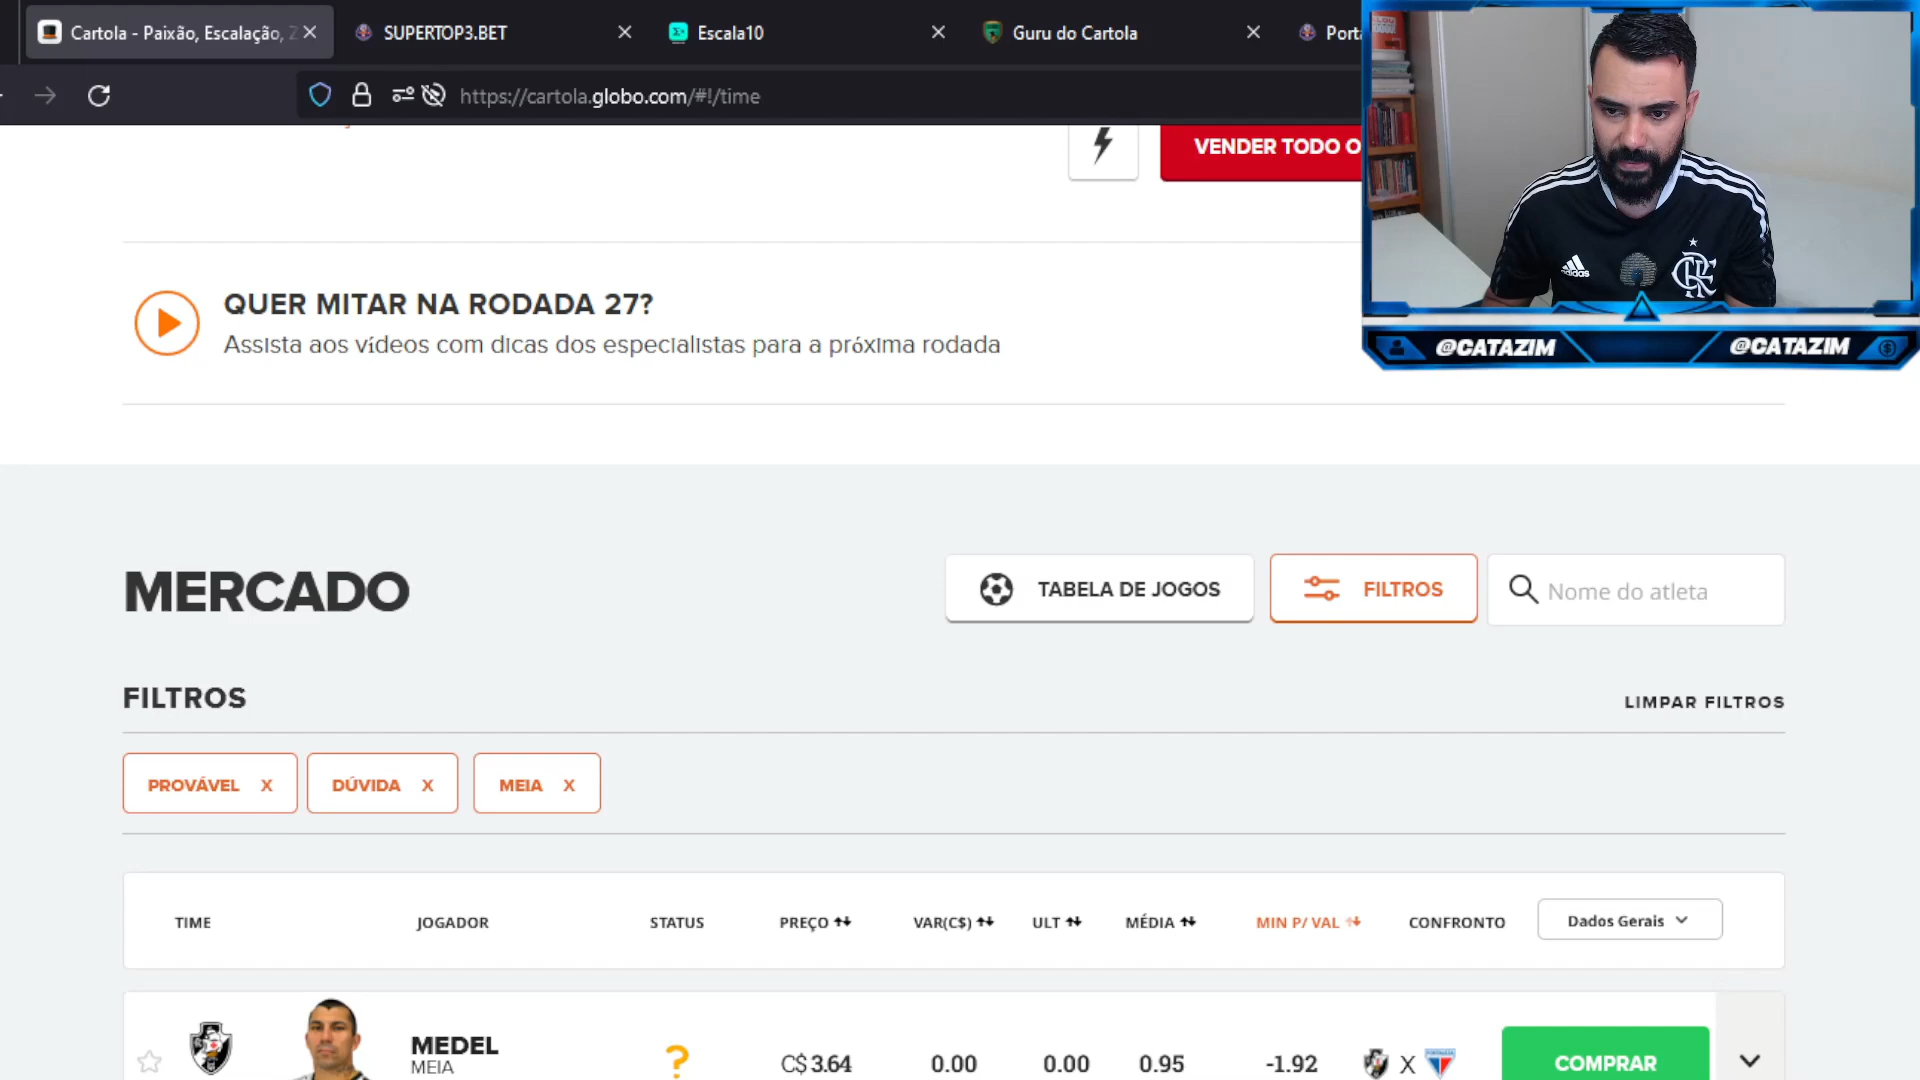 Cartola - Paixão, Escalação,
SUPERTOP3.BET
Escala10
Guru do Cartola
Porta
https://cartola.globo.com/#!/time
VENDER TODO O
adidas
@CATAZIM
@CATAZIM
QUER MITAR NA RODADA 27?
Assista aos vídeos com dicas dos especialistas para a próxima rodada
MERCADO
TABELA DE JOGOS
FILTROS
Nome do atleta
FILTROS
LIMPAR FILTROS
PROVÁVEL X
DÚVIDA X
MEIA X
TIME JOGADOR STATUS PREÇO VAR(C$) ULT MÉDIA MIN P/ VAL CONFRONTO Dados Gerais
MEDEL
MEIA
? C$ 3.64 0.00 0.00 0.95 -1.92 X COMPRAR